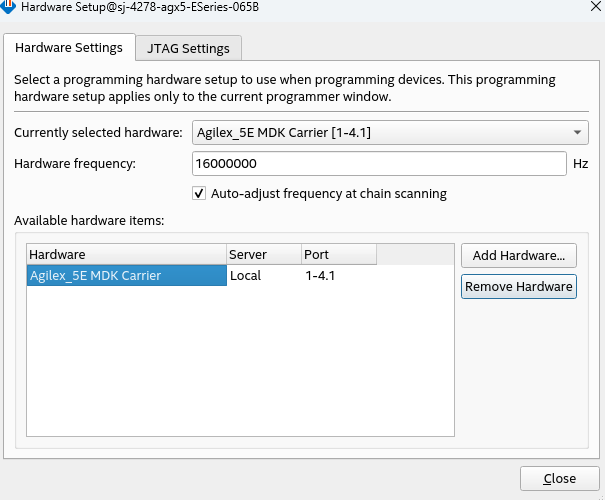 Hardware Setup@sj-4278-agx5-ESeries-065B
Hardware Settings JTAG Settings
Select a programming hardware setup to use when programming devices. This programming
hardware setup applies only to the current programmer window.
Currently selected hardware: Agilex_5E MDK Carrier [1-4.1]
Hardware frequency: 16000000 Hz
Auto-adjust frequency at chain scanning
Available hardware items:
Hardware Server Port
Agilex_5E MDK Carrier Local 1-4.1
Add Hardware...
Remove Hardware
Close